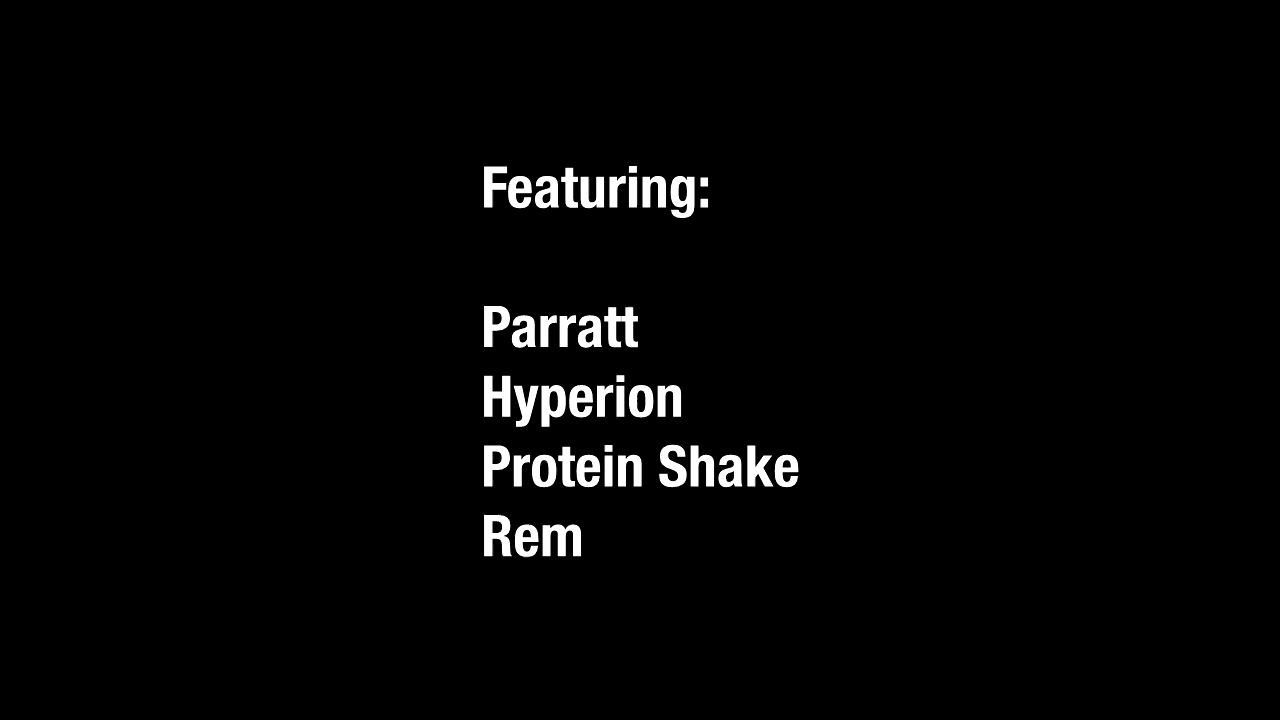 Featuring:
Parratt
Hyperion
Protein Shake
Rem